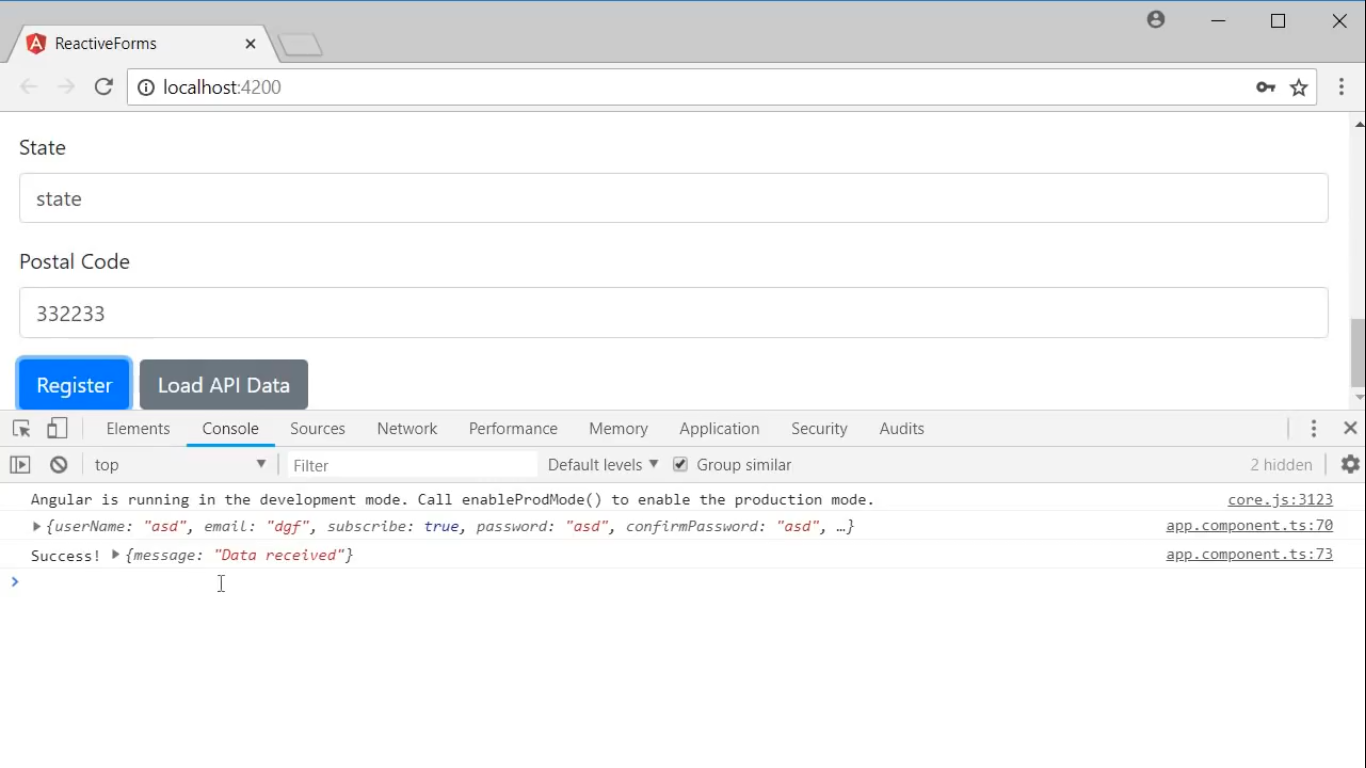 ReactiveForms
localhost:4200
State
state
Postal Code
332233
Register Load API Data
Elements Console Sources Network Performance Memory Application Security Audits
top Filter Default levels Group similar 2 hidden
Angular is running in the development mode. Call enableProdMode() to enable the production mode. core.js:3123
{userName: "asd", email: "dgf", subscribe: true, password: "asd", confirmPassword: "asd", …} app.component.ts:70
Success! {message: "Data received"} app.component.ts:73